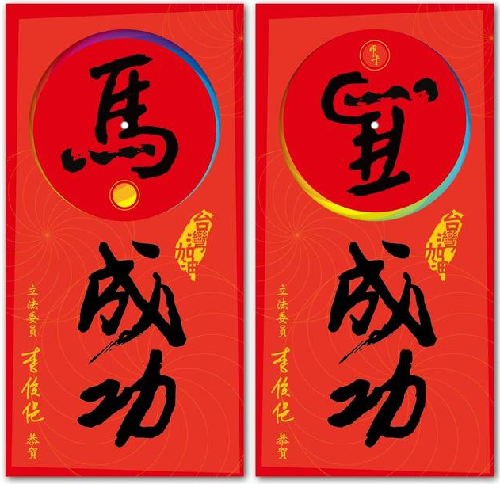 馬
成功
台灣
加油
立法委員 李俊俋 恭賀
馬
成功
台灣
加油
立法委員 李俊俋 恭賀